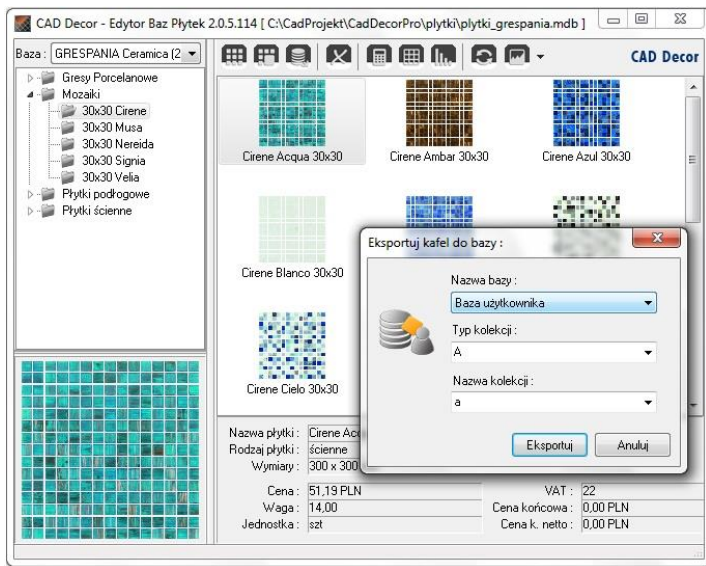 CAD Decor - Edytor Baz Płytek 2.0.5.114 [ C:\CadProjekt\CadDecorPro\plytki\plytki_grespania.mdb ]
Baza : GRESPANIA Ceramica (2
CAD Decor
Gresy Porcelanowe
Mozaiki
30x30 Cirene
30x30 Musa
30x30 Nereida
30x30 Signia
30x30 Velia
Płytki podłogowe
Płytki ścienne
Cirene Acqua 30x30
Cirene Ambar 30x30
Cirene Azul 30x30
Cirene Blanco 30x30
Cirene Cielo 30x30
Eksportuj kafel do bazy :
Nazwa bazy :
Baza użytkownika
Typ kolekcji :
A
Nazwa kolekcji :
a
Eksportuj
Anuluj
Nazwa płytki : Cirene Acq
Rodzaj płytki : ścienne
Wymiary : 300 x 300
Cena : 51,19 PLN
VAT : 22
Waga : 14,00
Cena końcowa : 0,00 PLN
Jednostka : szt
Cena k. netto : 0,00 PLN